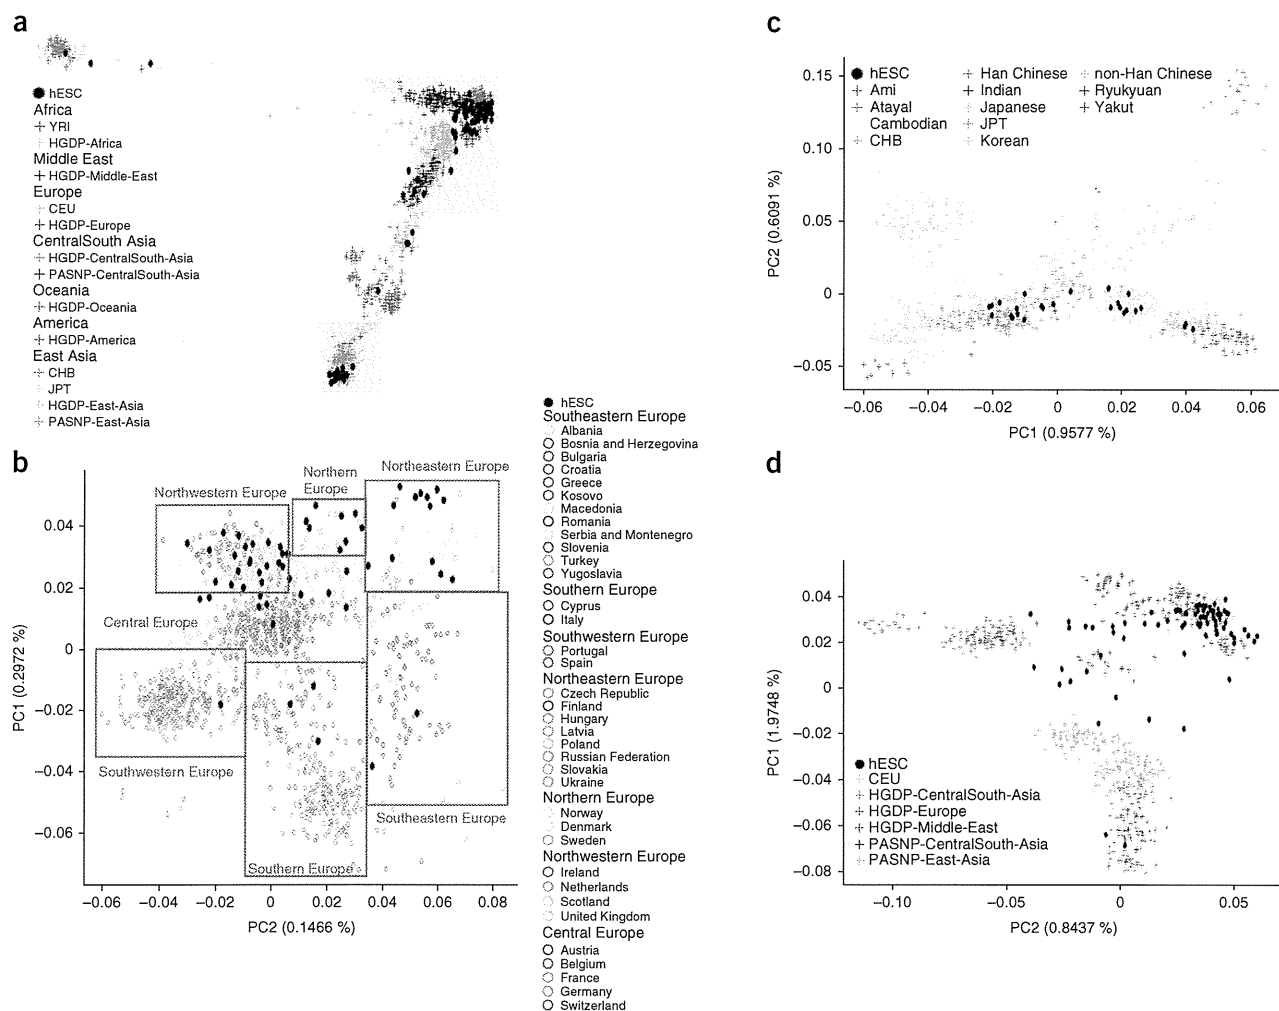 a
hESC
Africa
YRI
HGDP-Africa
Middle East
HGDP-Middle-East
Europe
CEU
HGDP-Europe
CentralSouth Asia
HGDP-CentralSouth-Asia
PASNP-CentralSouth-Asia
Oceania
HGDP-Oceania
America
HGDP-America
East Asia
CHB
JPT
HGDP-East-Asia
PASNP-East-Asia
b
Northwestern Europe
Northern
Europe
Northeastern Europe
Central Europe
Southwestern Europe
Southern Europe
Southeastern Europe
0.04
0.02
0
−0.02
−0.04
−0.06
PC1 (0.2972 %)
−0.06 −0.04 −0.02 0 0.02 0.04 0.06 0.08
PC2 (0.1466 %)
hESC
Southeastern Europe
Albania
Bosnia and Herzegovina
Bulgaria
Croatia
Greece
Kosovo
Macedonia
Romania
Serbia and Montenegro
Slovenia
Turkey
Yugoslavia
Southern Europe
Cyprus
Italy
Southwestern Europe
Portugal
Spain
Northeastern Europe
Czech Republic
Finland
Hungary
Latvia
Poland
Russian Federation
Slovakia
Ukraine
Northern Europe
Norway
Denmark
Sweden
Northwestern Europe
Ireland
Netherlands
Scotland
United Kingdom
Central Europe
Austria
Belgium
France
Germany
Switzerland
c
hESC Han Chinese non-Han Chinese
Ami Indian Ryukyuan
Atayal Japanese Yakut
Cambodian JPT
CHB Korean
0.15
0.10
0.05
0
−0.05
PC2 (0.6091 %)
−0.06 −0.04 −0.02 0 0.02 0.04 0.06
PC1 (0.9577 %)
d
0.04
0.02
0
−0.02
−0.04
−0.06
−0.08
PC1 (1.9748 %)
hESC
CEU
HGDP-CentralSouth-Asia
HGDP-Europe
HGDP-Middle-East
PASNP-CentralSouth-Asia
PASNP-East-Asia
−0.10 −0.05 0 0.05
PC2 (0.8437 %)